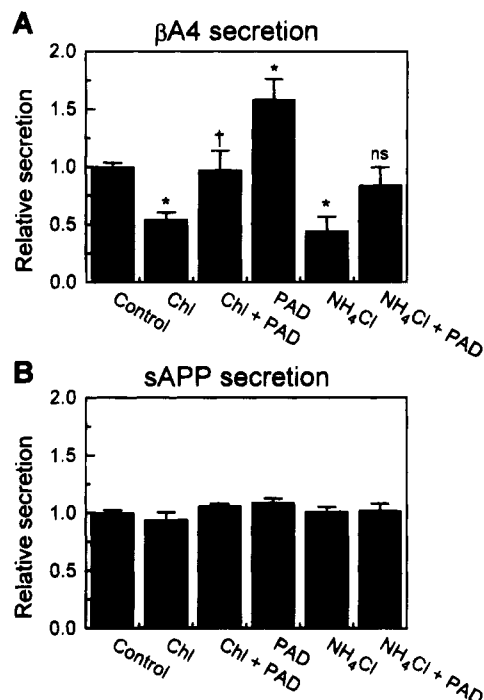 A
βA4 secretion
Relative secretion
2.0
1.5
1.0
0.5
0.0
*
†
*
*
ns
Control
Chl
Chl + PAD
PAD
NH₄Cl
NH₄Cl + PAD
B
sAPP secretion
Relative secretion
2.0
1.5
1.0
0.5
0.0
Control
Chl
Chl + PAD
PAD
NH₄Cl
NH₄Cl + PAD